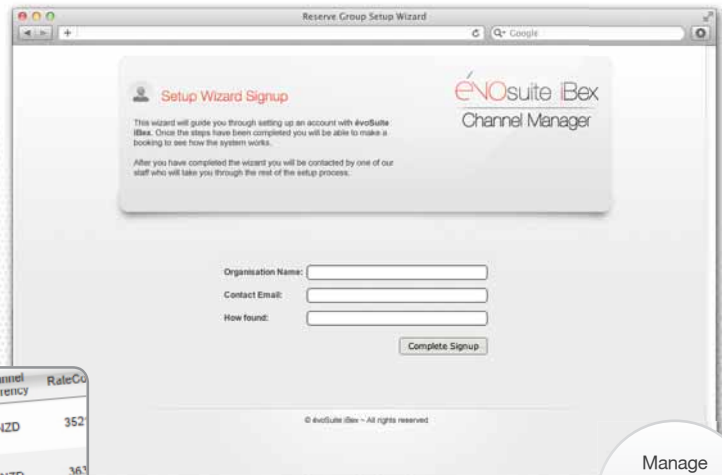 Reserve Group Setup Wizard
Google
Setup Wizard Signup
This wizard will guide you through setting up an account with évoSuite
iBex. Once the steps have been completed you will be able to make a
booking to see how the system works.
After you have completed the wizard you will be contacted by one of our
staff who will take you through the rest of the setup process.
éVOsuite iBex
Channel Manager
Organisation Name:
Contact Email:
How found:
Complete Signup
© évoSuite iBex ~ All rights reserved
RateCo
NZD 352
363
Manage